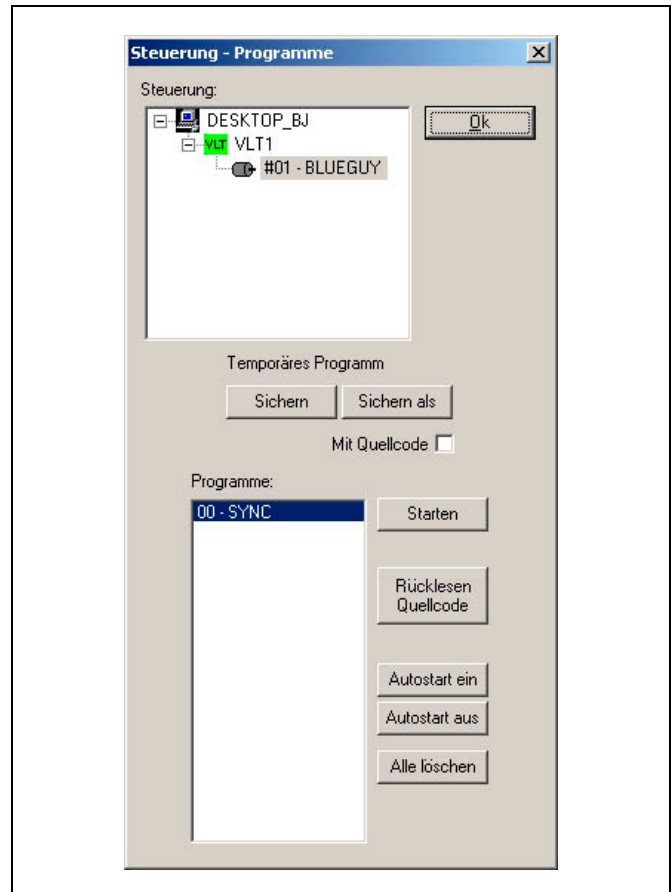 Steuerung - Programme
Steuerung:
DESKTOP_BJ
Ok
VLT VLT1
#01 - BLUEGUY
Temporäres Programm
Sichern
Sichern als
Mit Quellcode
Programme:
00 - SYNC
Starten
Rücklesen
Quellcode
Autostart ein
Autostart aus
Alle löschen